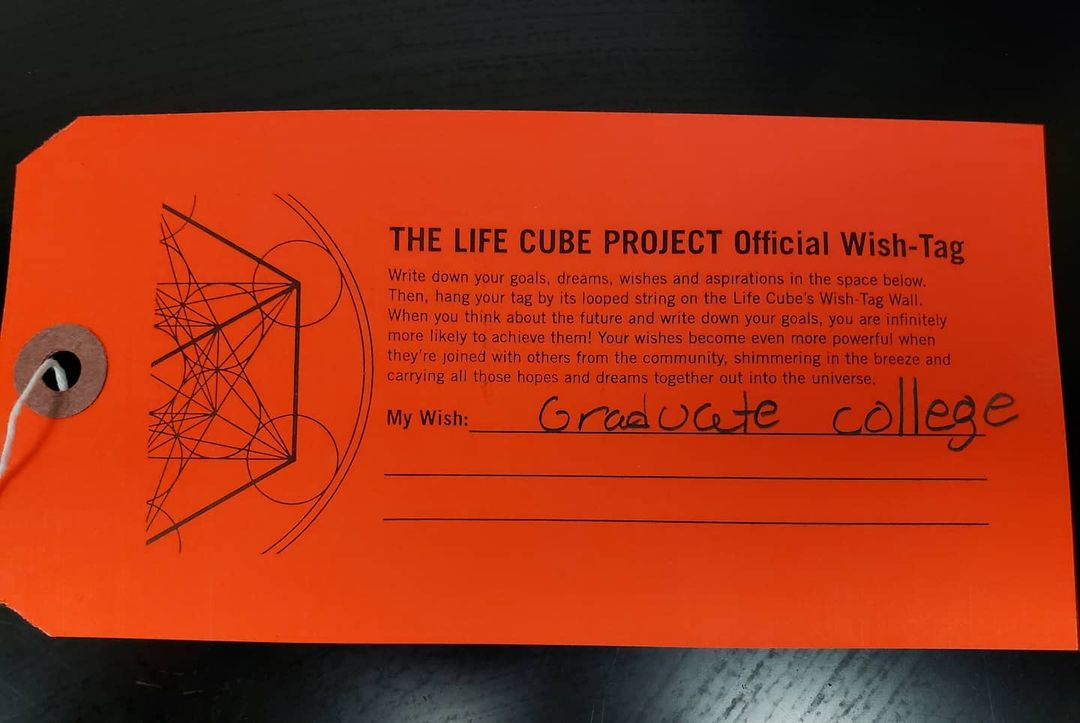 THE LIFE CUBE PROJECT Official Wish-Tag
Write down your goals, dreams, wishes and aspirations in the space below.
Then, hang your tag by its looped string on the Life Cube's Wish-Tag Wall.
When you think about the future and write down your goals, you are infinitely
more likely to achieve them! Your wishes become even more powerful when
they're joined with others from the community, shimmering in the breeze and
carrying all those hopes and dreams together out into the universe.
My Wish: Graduate college